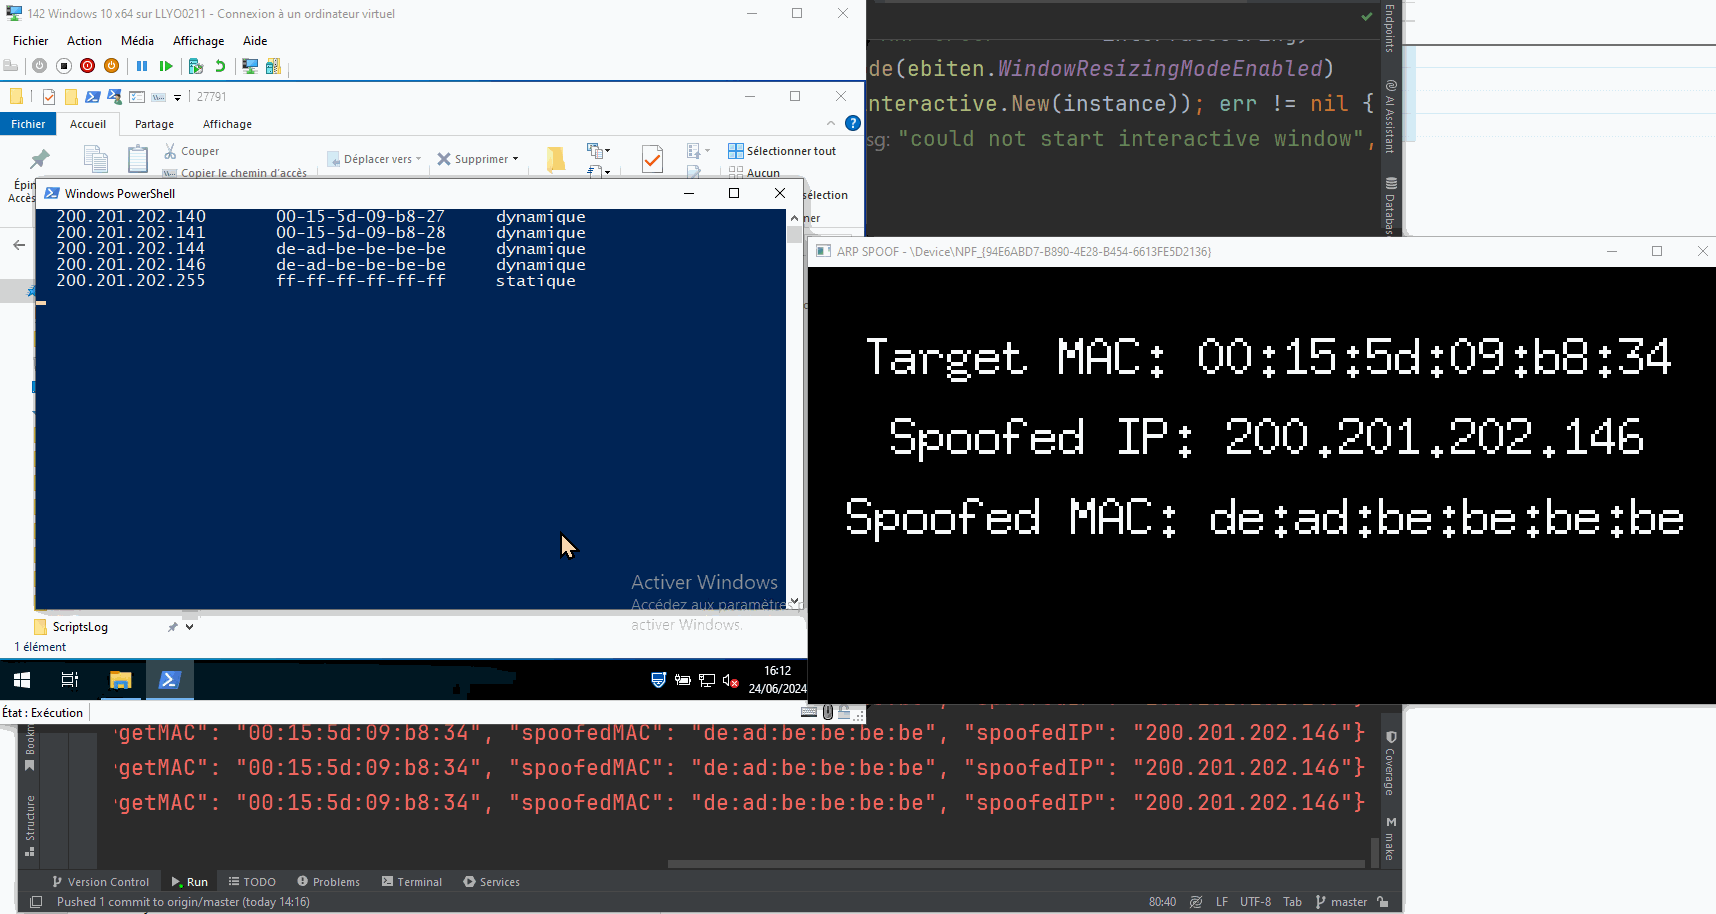 142 Windows 10 x64 sur LLYO0211 - Connexion à un ordinateur virtuel
Fichier Action Média Affichage Aide
27791
Fichier Accueil Partage Affichage
Couper
Copier le chemin d'accès
Déplacer vers
Supprimer
Sélectionner tout
Aucun
sélection
Épin
Accès
ner
Windows PowerShell
200.201.202.140 00-15-5d-09-b8-27 dynamique
200.201.202.141 00-15-5d-09-b8-28 dynamique
200.201.202.144 de-ad-be-be-be-be dynamique
200.201.202.146 de-ad-be-be-be-be dynamique
200.201.202.255 ff-ff-ff-ff-ff-ff statique
Activer Windows
Accédez aux paramètres p
activer Windows.
ScriptsLog
1 élément
16:12
24/06/2024
État : Exécution
de(ebiten.WindowResizingModeEnabled)
nteractive.New(instance)); err != nil {
sg: "could not start interactive window",
Endpoints
AI Assistant
Database
ARP SPOOF - \Device\NPF_{94E6ABD7-B890-4E28-B454-6613FE5D2136}
Target MAC: 00:15:5d:09:b8:34
Spoofed IP: 200.201.202.146
Spoofed MAC: de:ad:be:be:be:be
getMAC": "00:15:5d:09:b8:34", "spoofedMAC": "de:ad:be:be:be:be", "spoofedIP": "200.201.202.146"}
getMAC": "00:15:5d:09:b8:34", "spoofedMAC": "de:ad:be:be:be:be", "spoofedIP": "200.201.202.146"}
getMAC": "00:15:5d:09:b8:34", "spoofedMAC": "de:ad:be:be:be:be", "spoofedIP": "200.201.202.146"}
Bookm
Structure
Coverage
make
Version Control Run TODO Problems Terminal Services
Pushed 1 commit to origin/master (today 14:16)
80:40 LF UTF-8 Tab master